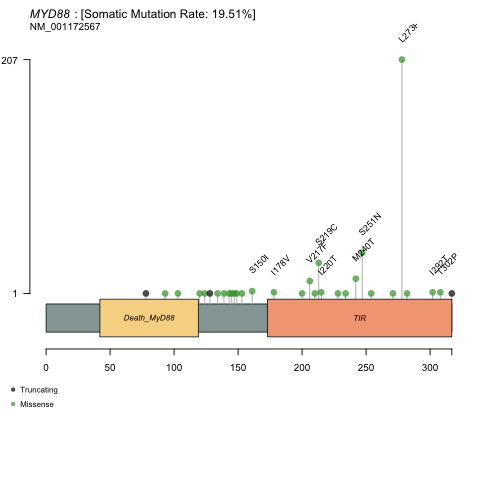 MYD88 : [Somatic Mutation Rate: 19.51%]
NM_001172567
207
1
S150I
I178V
V217F
S219C
I220T
M240T
S251N
I292T
T302P
Death_MyD88
TIR
0
50
100
150
200
250
300
Truncating
Missense